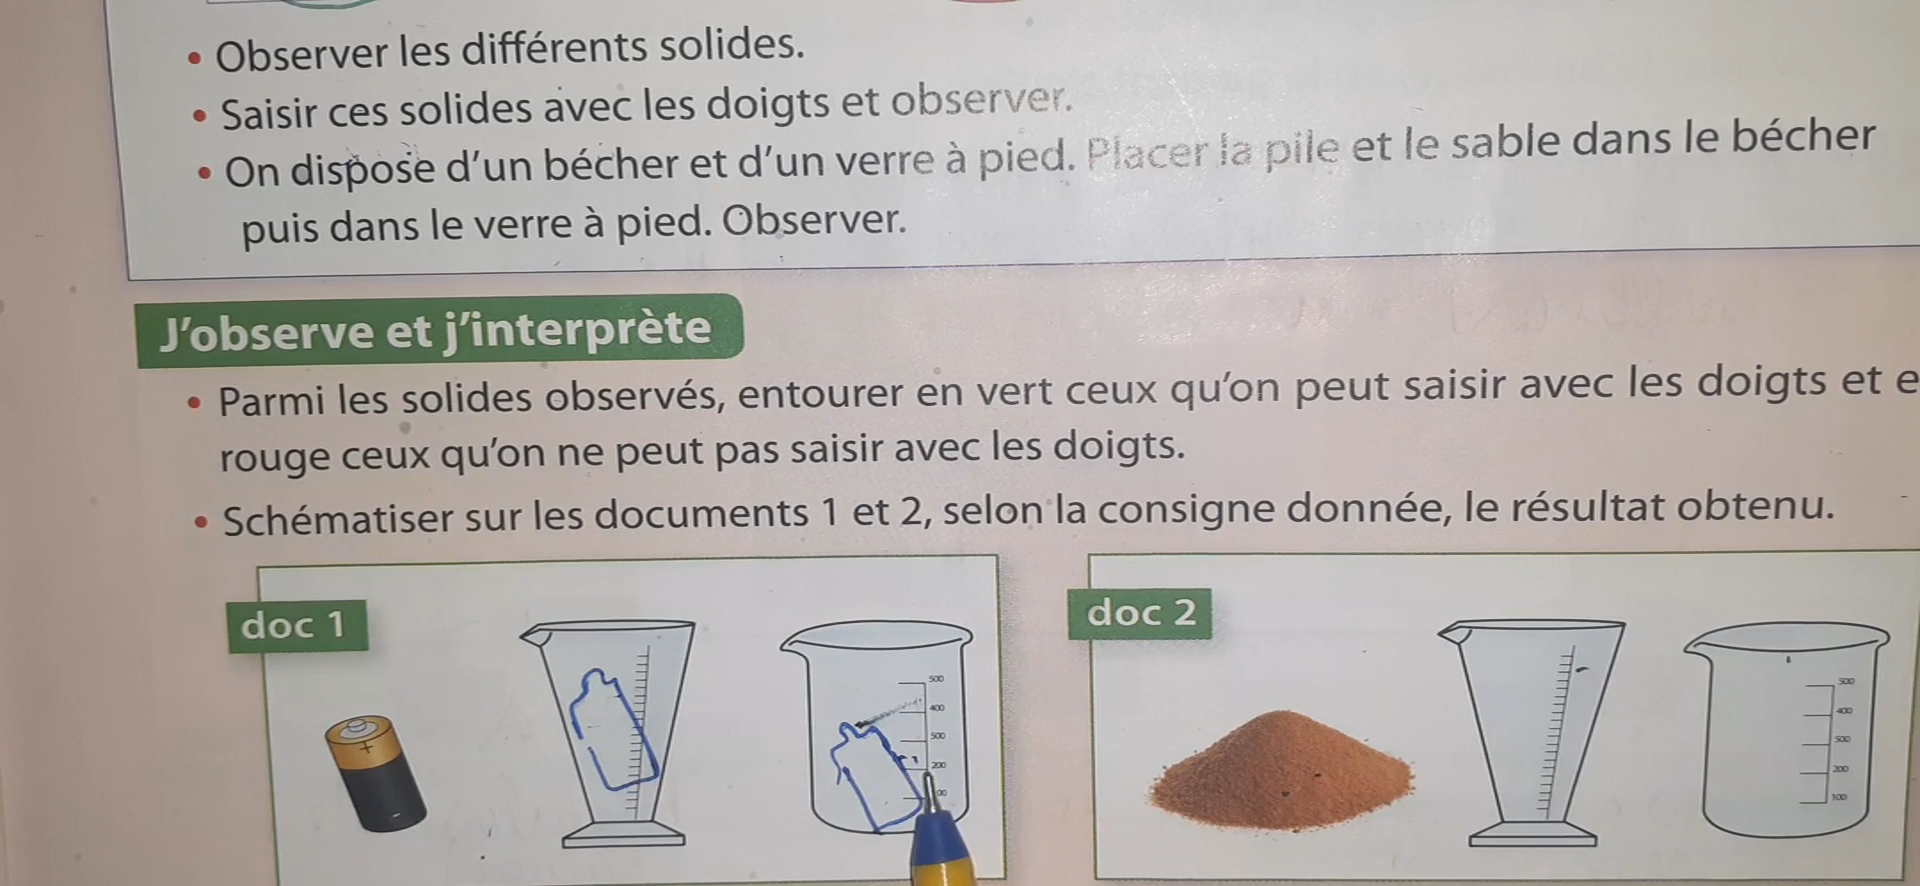 • Observer les différents solides.
• Saisir ces solides avec les doigts et observer.
• On dispose d'un bécher et d'un verre à pied. Placer la pile et le sable dans le bécher
puis dans le verre à pied. Observer.
J'observe et j'interprète
• Parmi les solides observés, entourer en vert ceux qu'on peut saisir avec les doigts et e
rouge ceux qu'on ne peut pas saisir avec les doigts.
• Schématiser sur les documents 1 et 2, selon la consigne donnée, le résultat obtenu.
doc 1
+
500
400
500
200
00
doc 2
500
400
500
200
100